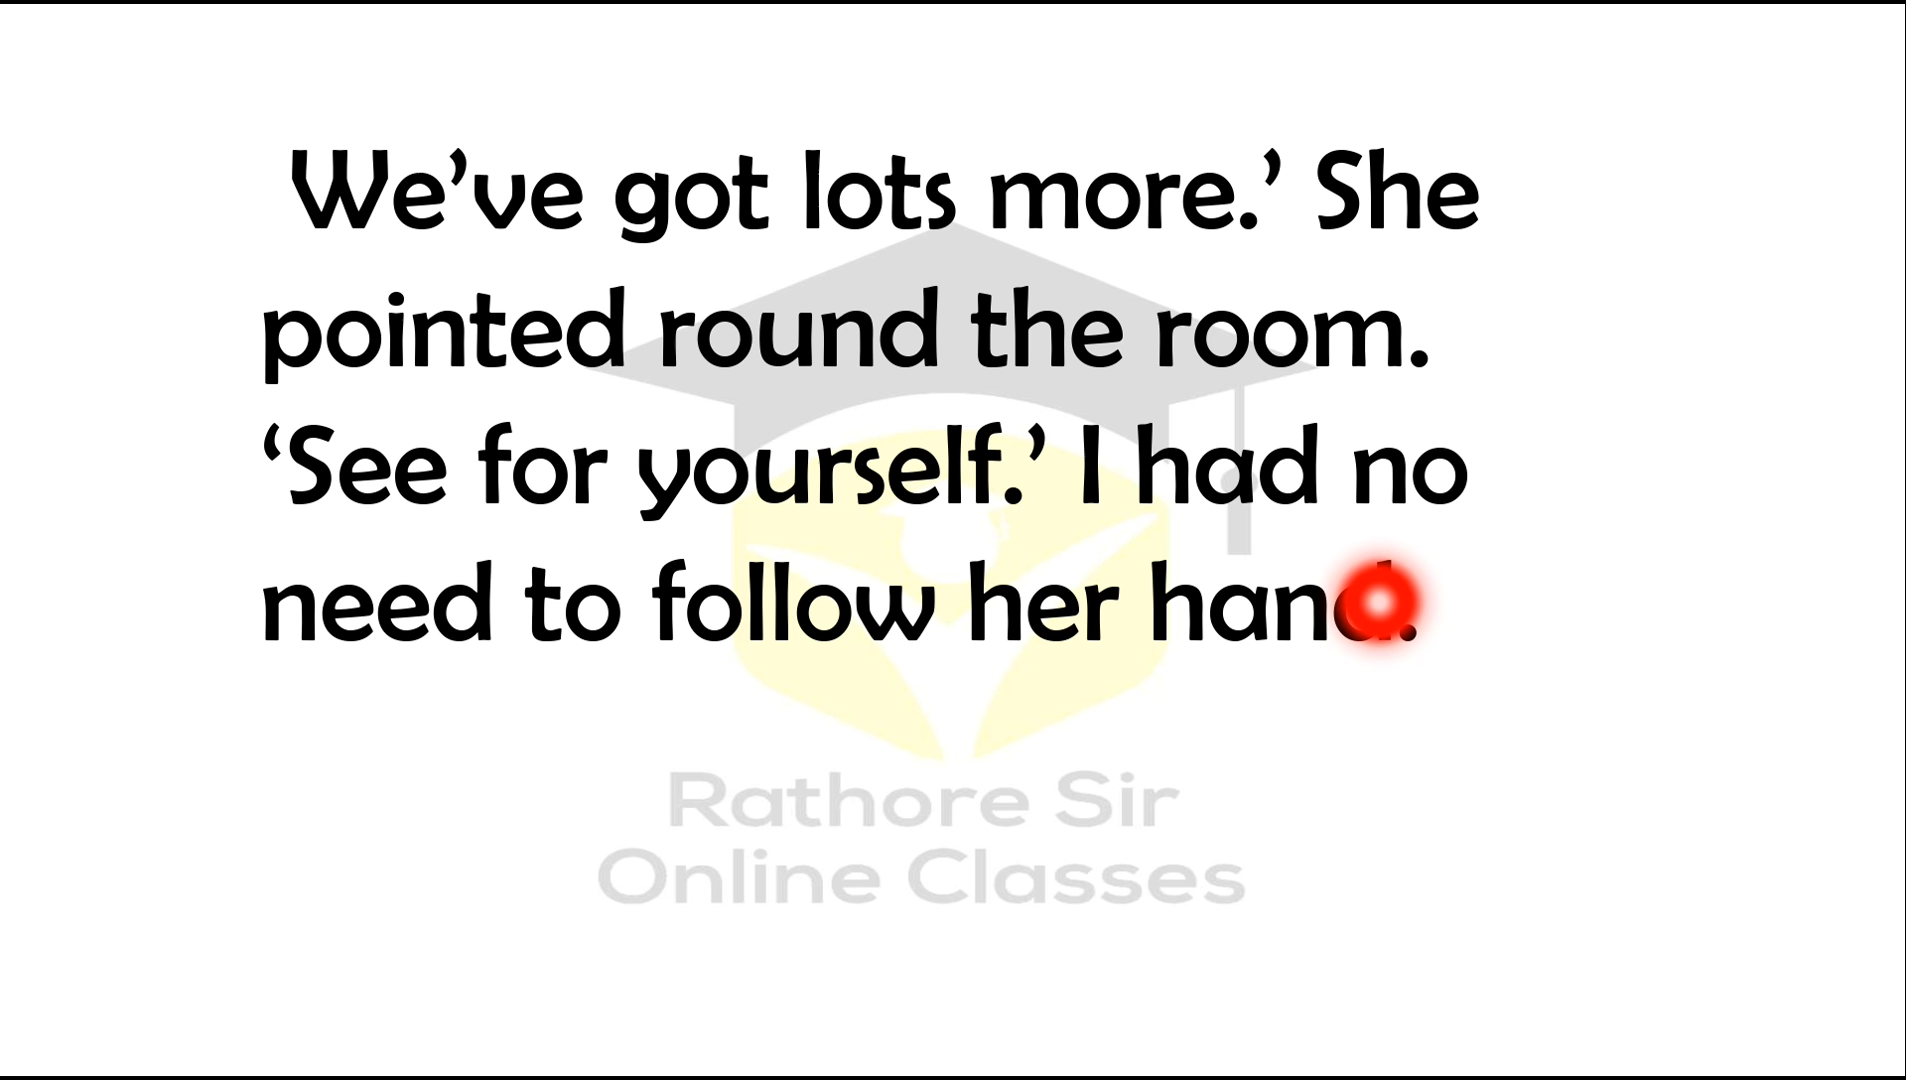 We’ve got lots more.’ She
pointed round the room.
‘See for yourself.’ I had no
need to follow her hand.
Rathore Sir
Online Classes